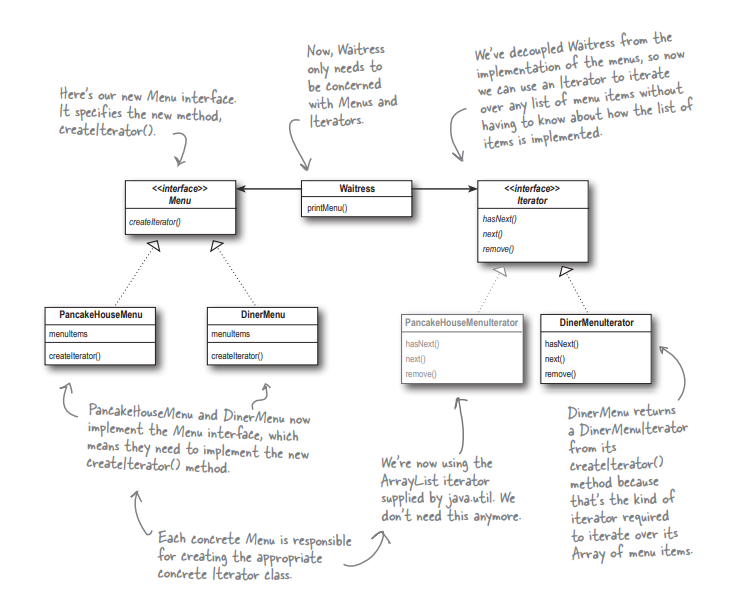 Here's our new Menu interface.
It specifies the new method,
createIterator().
Now, Waitress
only needs to
be concerned
with Menus and
Iterators.
We've decoupled Waitress from the
implementation of the menus, so now
we can use an Iterator to iterate
over any list of menu items without
having to know about how the list of
items is implemented.
<<interface>>
Menu
createIterator()
Waitress
printMenu()
<<interface>>
Iterator
hasNext()
next()
remove()
PancakeHouseMenu
menuItems
createIterator()
DinerMenu
menuItems
createIterator()
PancakeHouseMenuIterator
hasNext()
next()
remove()
DinerMenuIterator
hasNext()
next()
remove()
PancakeHouseMenu and DinerMenu now
implement the Menu interface, which
means they need to implement the new
createIterator() method.
We're now using the
ArrayList iterator
supplied by java.util. We
don't need this anymore.
DinerMenu returns
a DinerMenuIterator
from its
createIterator()
method because
that's the kind of
iterator required
to iterate over its
Array of menu items.
Each concrete Menu is responsible
for creating the appropriate
concrete Iterator class.